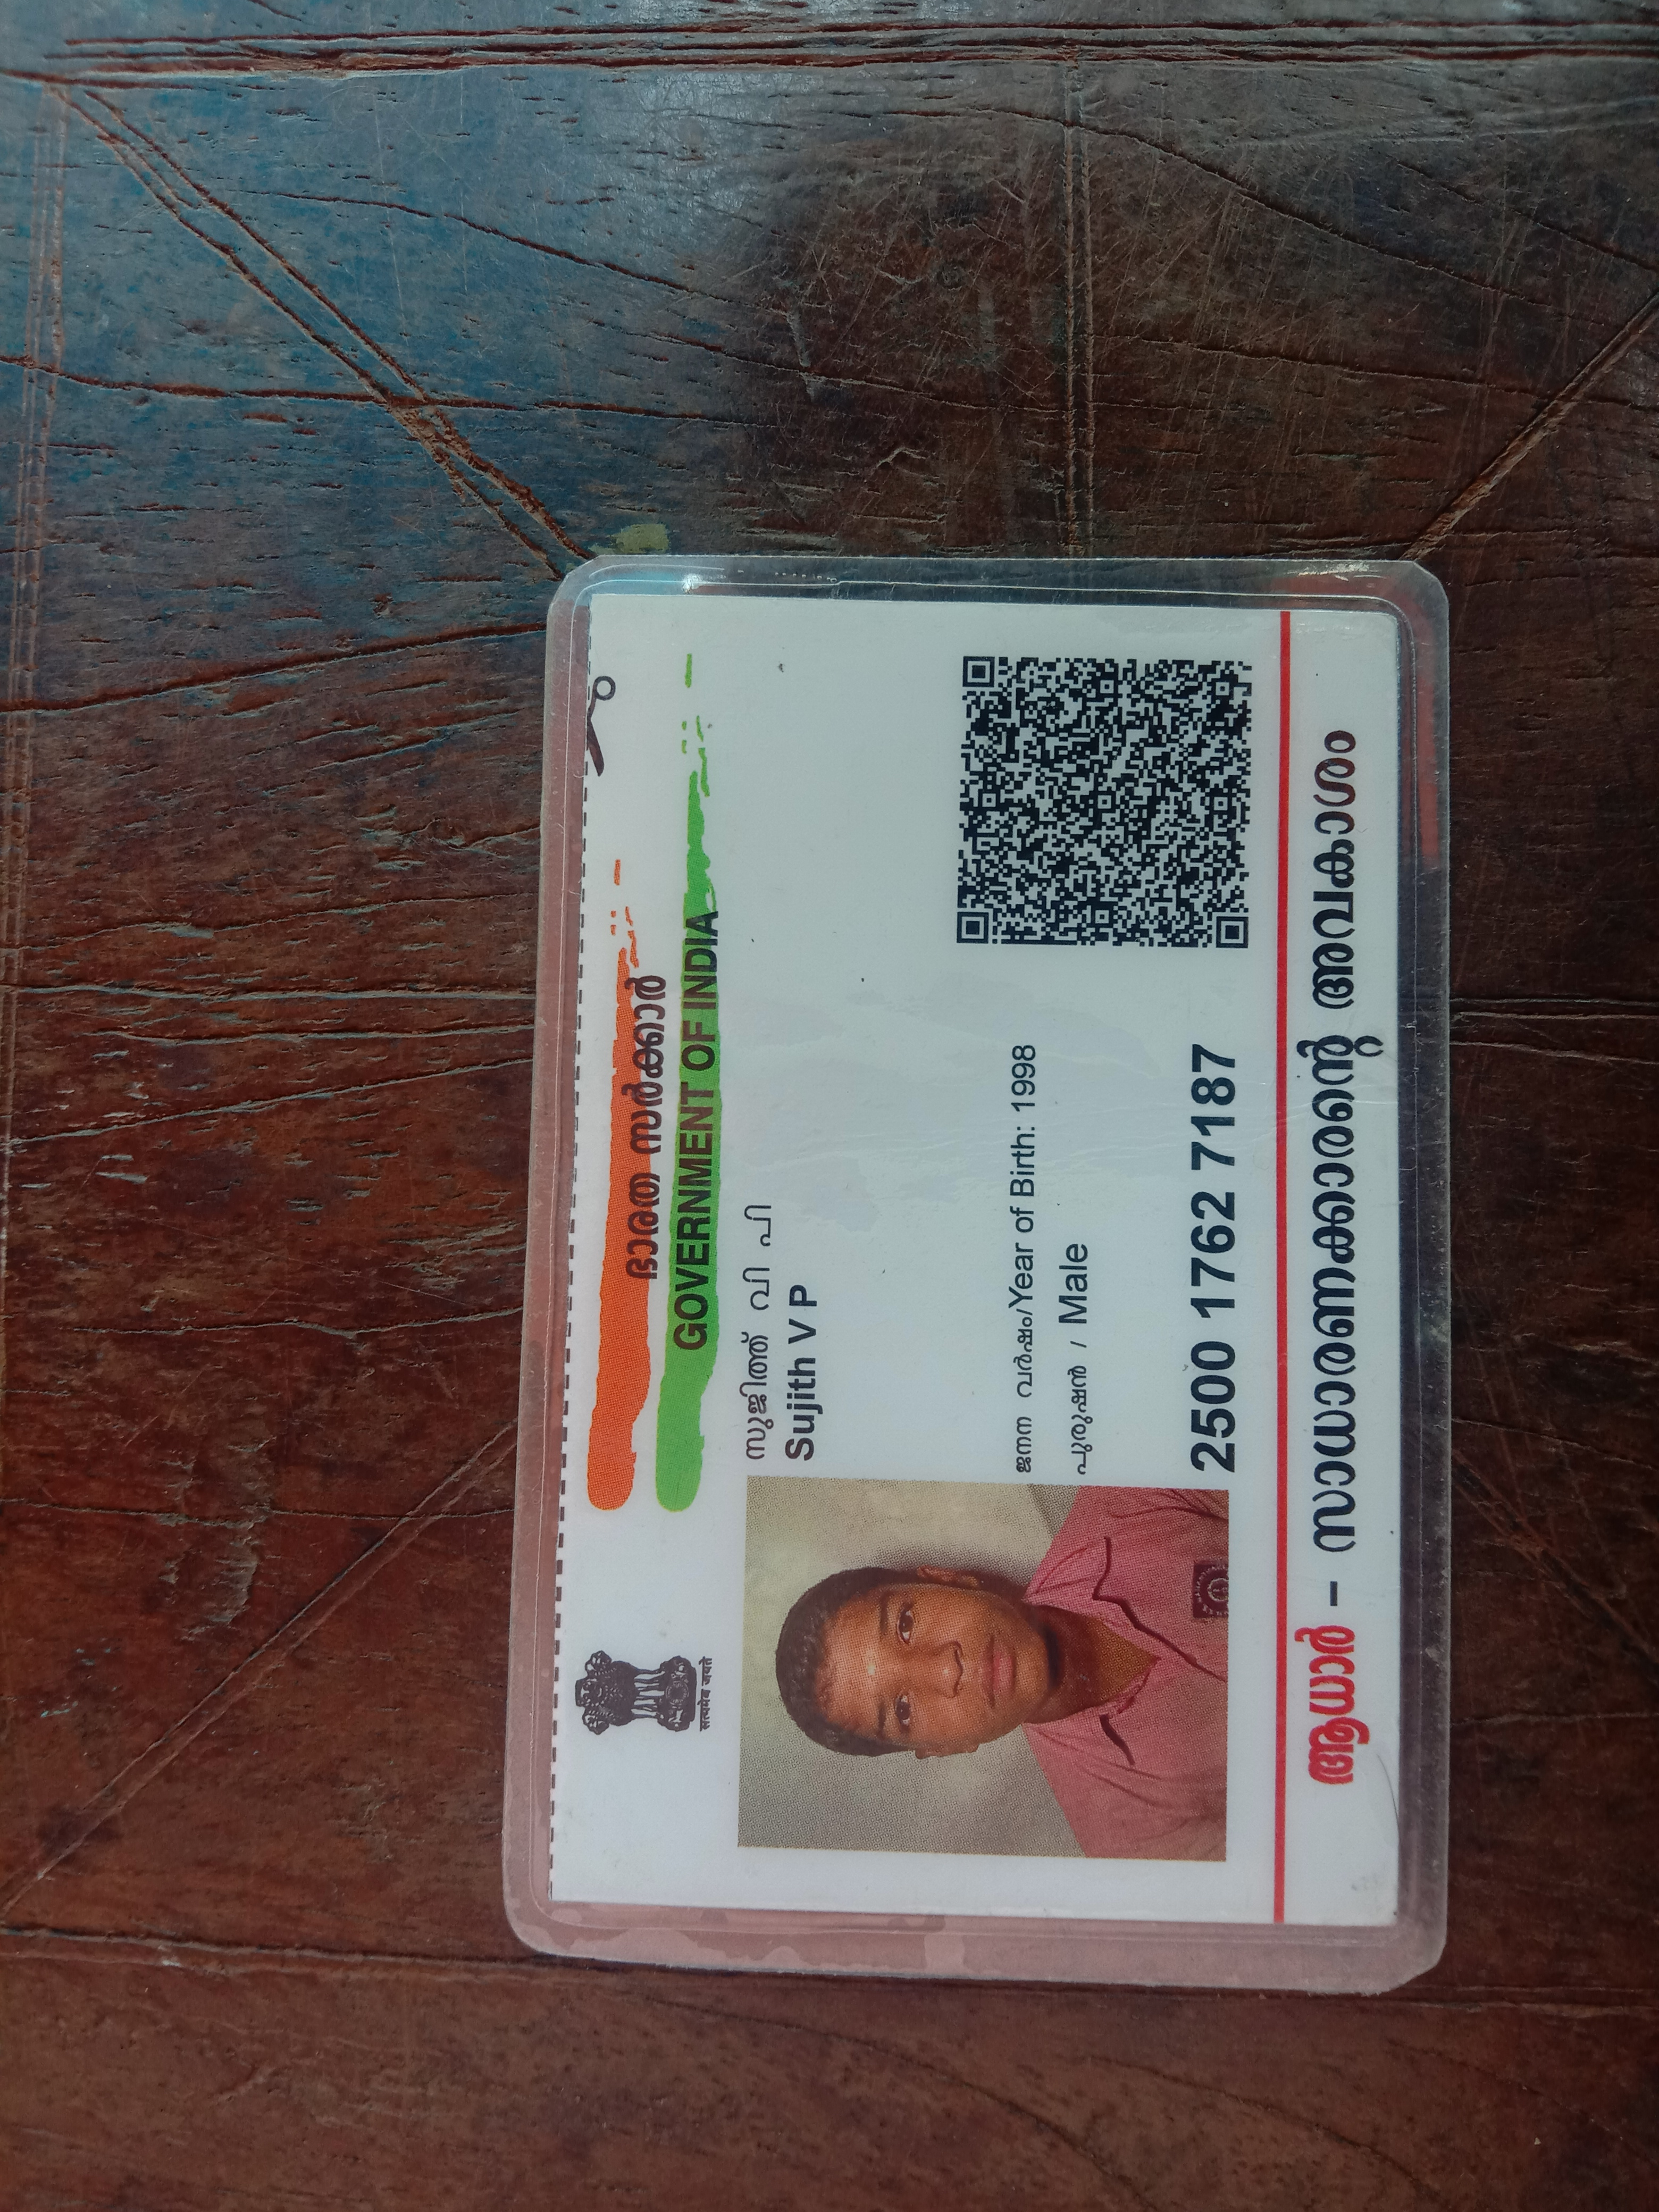 ഭാരത സർക്കാർ
GOVERNMENT OF INDIA
सत्यमेव जयते
സുജിത്ത് വി പി
Sujith V P
ജനന വർഷം/Year of Birth: 1998
പുരുഷൻ / Male
2500 1762 7187
ആധാർ - സാധാരണക്കാരന്റെ അവകാശം